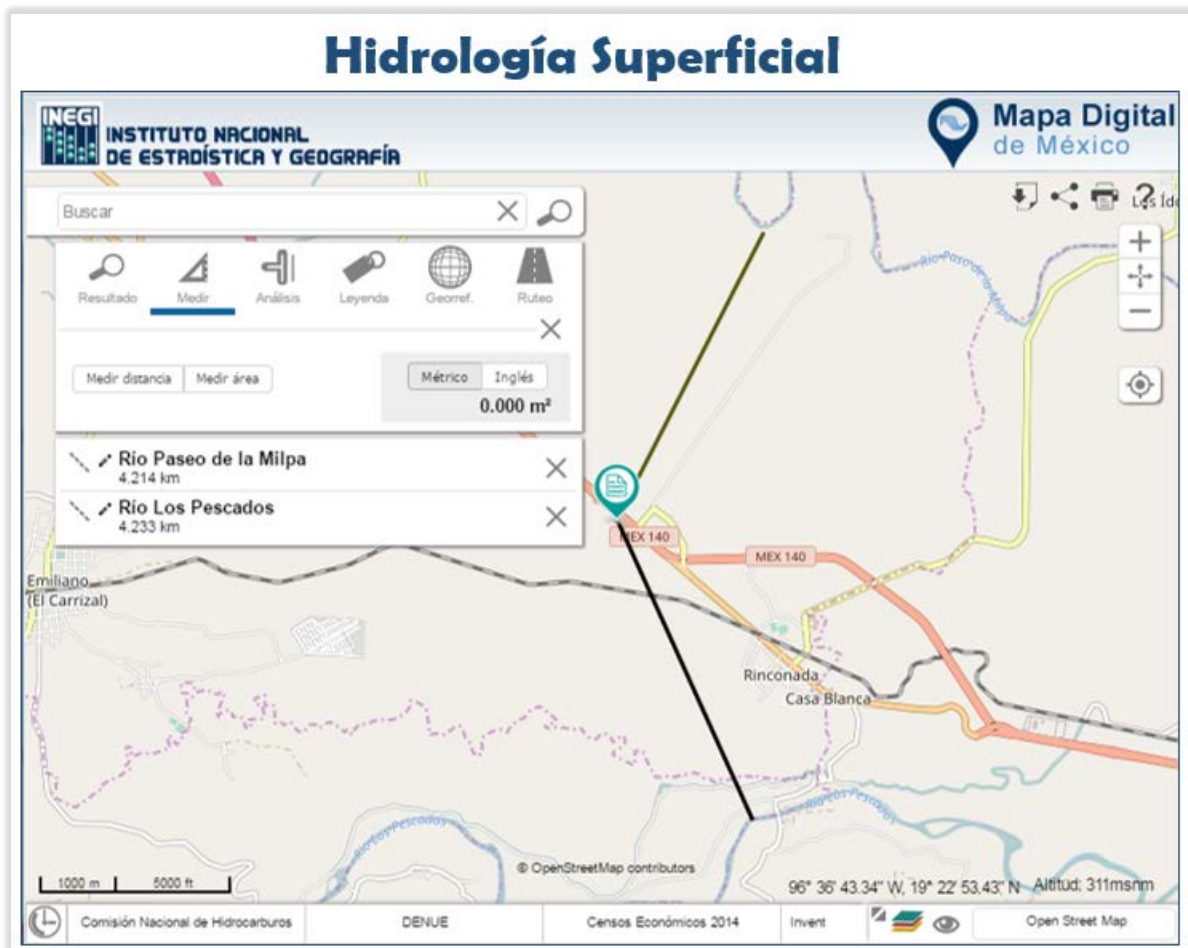 Hidrología Superficial
INEGI
INSTITUTO NACIONAL
DE ESTADÍSTICA Y GEOGRAFÍA
Mapa Digital
de México
Buscar
?
Resultado
Medir
Análisis
Leyenda
Georref.
Ruteo
Medir distancia
Medir área
Métrico
Inglés
0.000 m²
Río Paseo de la Milpa
4.214 km
Río Los Pescados
4.233 km
Río Paso de la Milpa
MEX 140
MEX 140
Emiliano
(El Carrizal)
Rinconada
Casa Blanca
Río Los Pescados
Río Los Pescados
© OpenStreetMap contributors
1000 m
5000 ft
96° 36' 43.34" W, 19° 22' 53.43" N Altitud: 311msnm
Comisión Nacional de Hidrocarburos
DENUE
Censos Económicos 2014
Invent
Open Street Map